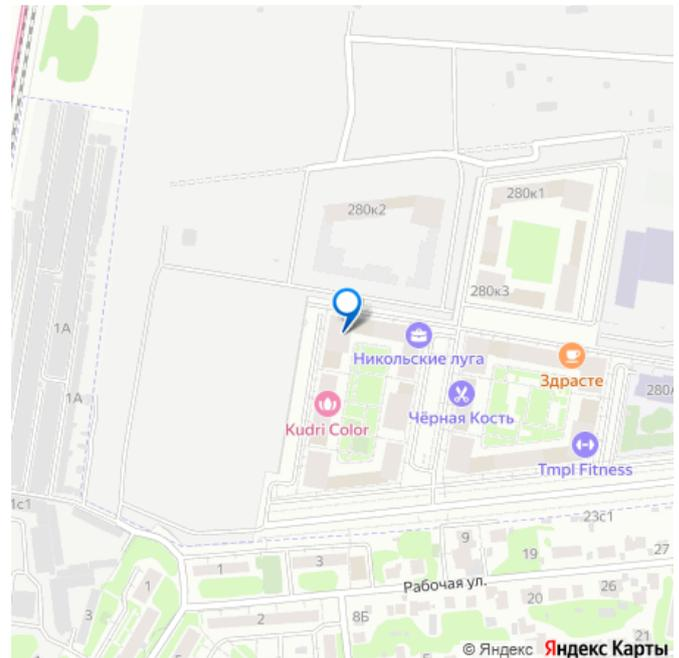 280к1
280к2
280к3
1А
Никольские луга
Здрасте
1А
280А
Чёрная Кость
Kudri Color
Tmpl Fitness
1с1
23с1
9
27
19
3
1
1
Рабочая ул.
26
20
3
2
8Б
21
© Яндекс Яндекс Карты